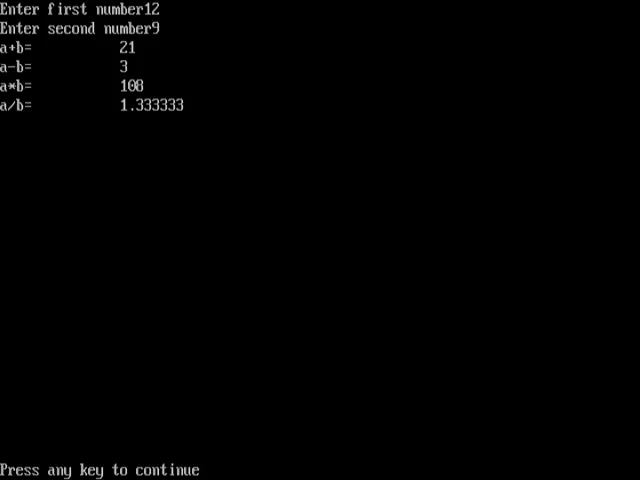 Enter first number12
Enter second number9
a+b=           21
a-b=           3
a*b=           108
a/b=           1.333333
Press any key to continue